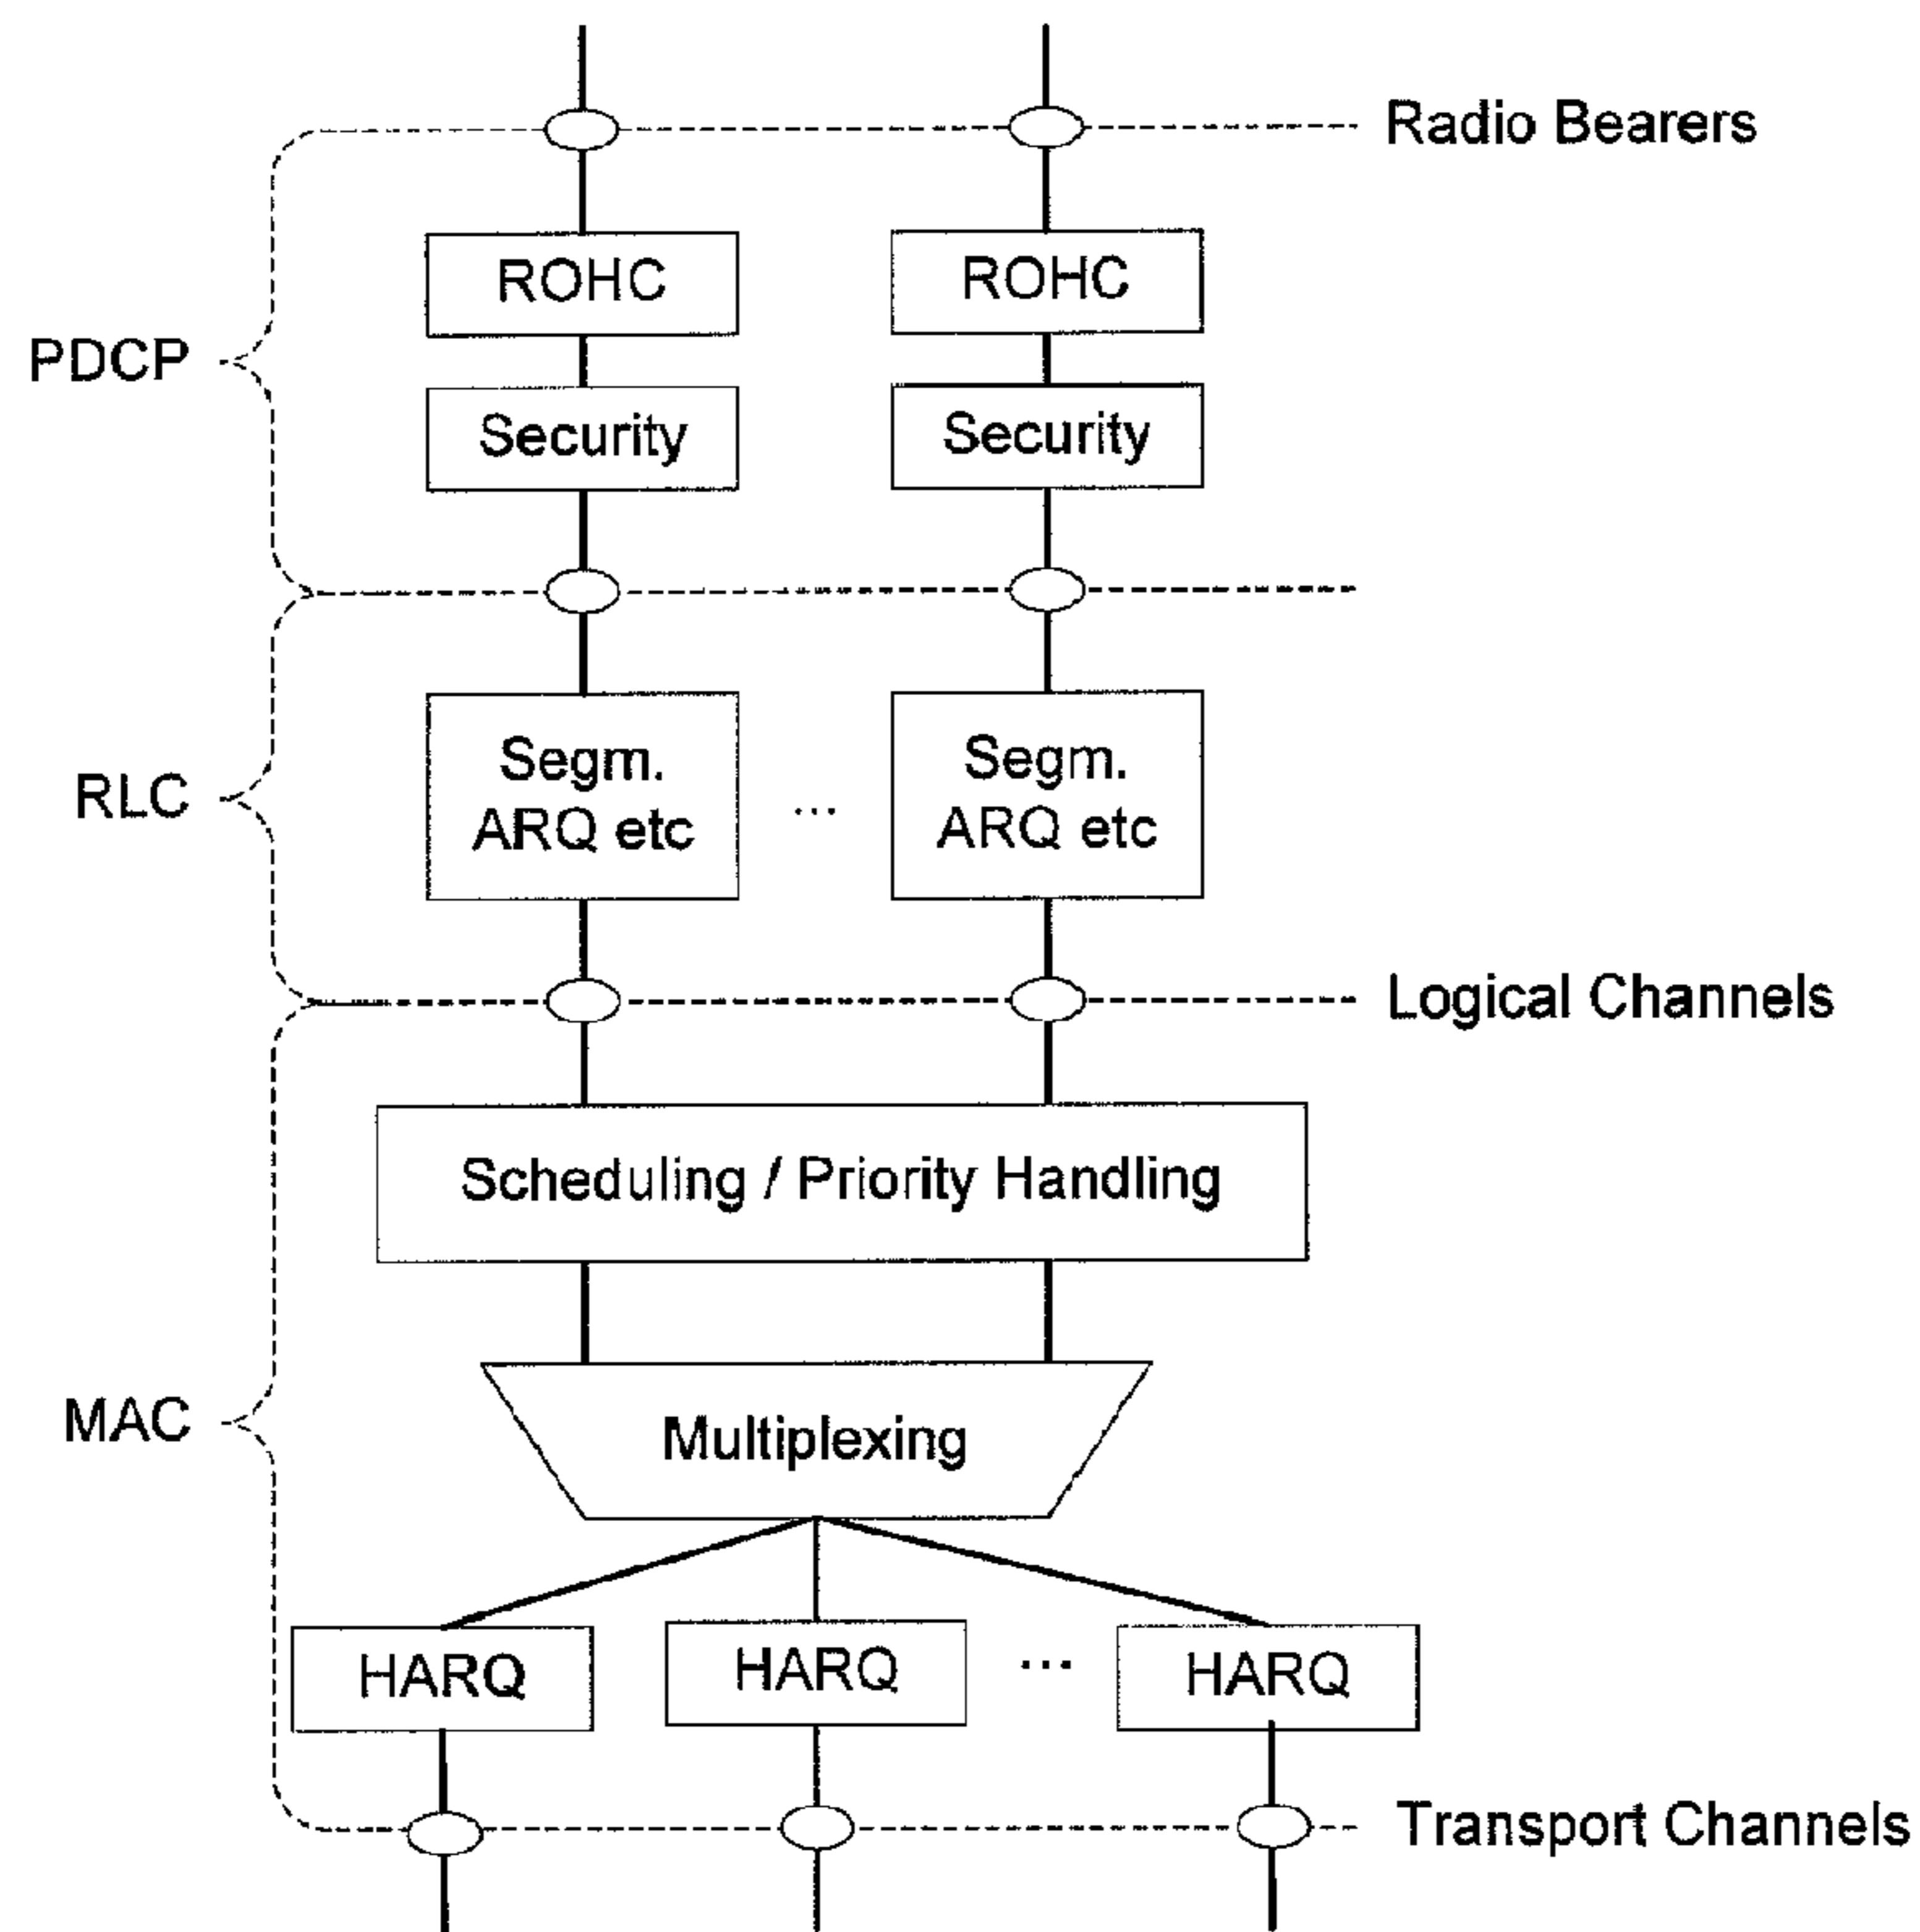 Radio Bearers
ROHC
ROHC
PDCP
Security
Security
Segm.
ARQ etc
...
Segm.
ARQ etc
RLC
Logical Channels
Scheduling / Priority Handling
MAC
Multiplexing
HARQ
HARQ
...
HARQ
Transport Channels